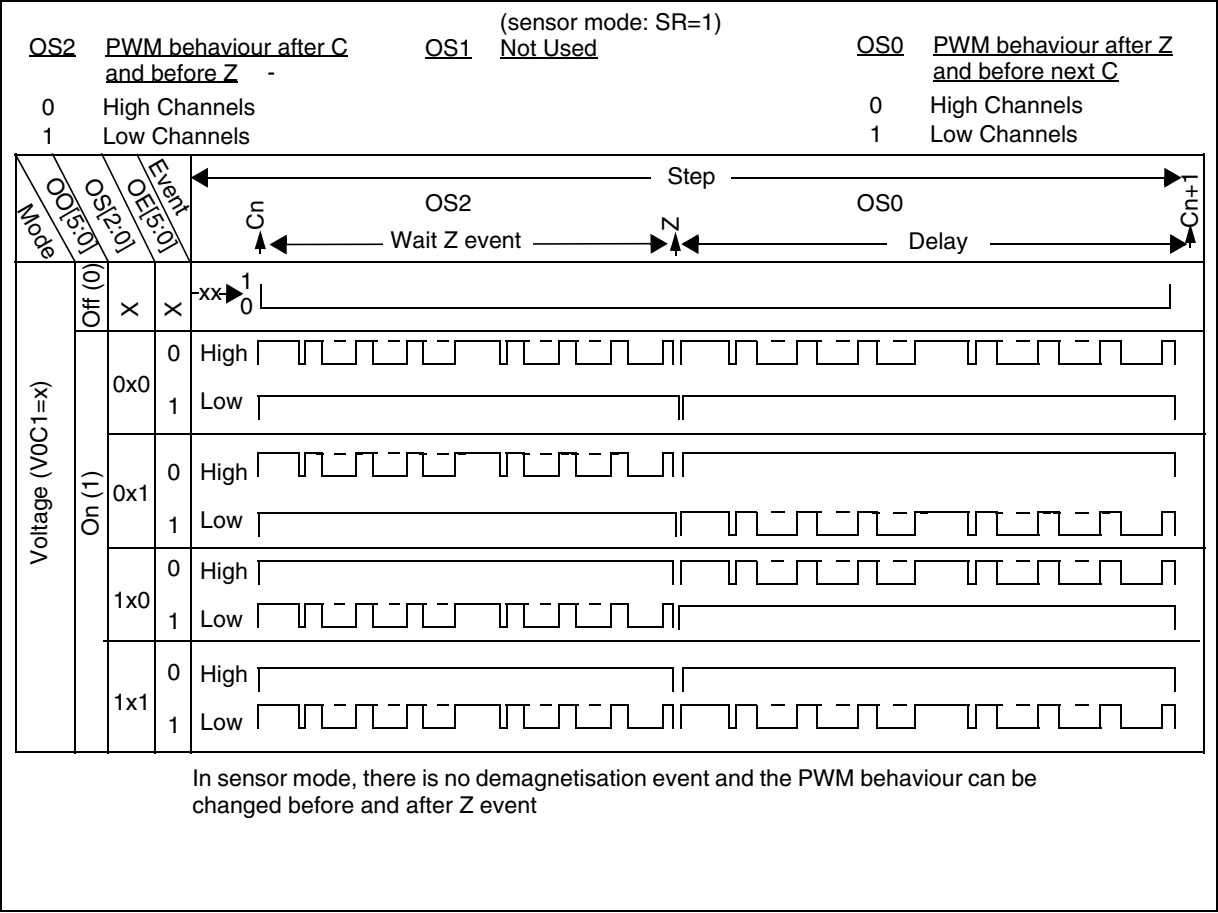 (sensor mode: SR=1)
OS2 PWM behaviour after C
and before Z -
0 High Channels
1 Low Channels
OS1 Not Used
OS0 PWM behaviour after Z
and before next C
0 High Channels
1 Low Channels
Mode
OO[5:0]
OS[2:0]
OE[5:0]
Event
Step
Cn
OS2
Wait Z event
Z
OS0
Delay
Cn+1
Voltage (V0C1=x)
Off (0)
X
X
xx
1
0
On (1)
0x0
0 High
1 Low
0x1
0 High
1 Low
1x0
0 High
1 Low
1x1
0 High
1 Low
In sensor mode, there is no demagnetisation event and the PWM behaviour can be
changed before and after Z event